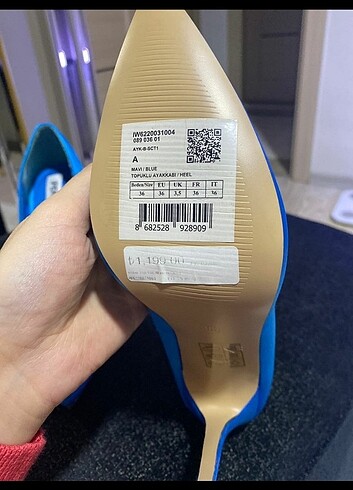 IW6220031004
089 036 01
AYK-B-SCT1
A
MAVI / BLUE
TOPUKLU AYAKKABI / HEEL
Beden/Size EU UK FR IT
36 36 3,5 36 36
8 682528 928909
₺1,199.00